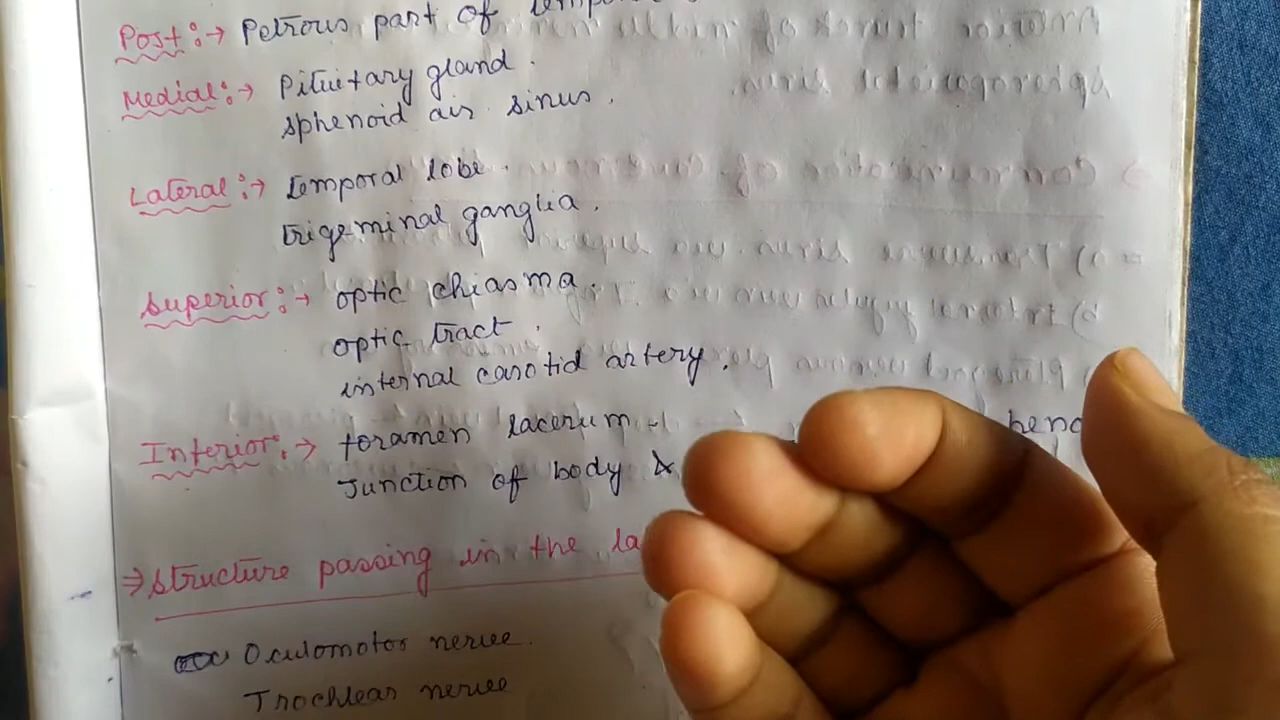 Post:→ Petrous part of
Medial:→ Pituitary gland.
sphenoid air sinus.
Lateral:→ temporal lobe.
trigeminal ganglia.
Superior:→ optic chiasma.
optic tract.
internal carotid artery.
Inferior:→ foramen lacerum
Junction of body &
⇒ structure passing in the la
Oculomotor nerve.
Trochlear nerve